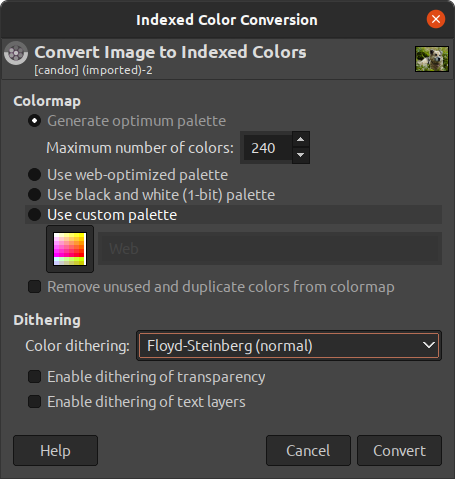 Indexed Color Conversion
Convert Image to Indexed Colors
[candor] (imported)-2
Colormap
Generate optimum palette
Maximum number of colors: 240
Use web-optimized palette
Use black and white (1-bit) palette
Use custom palette
Web
Remove unused and duplicate colors from colormap
Dithering
Color dithering: Floyd-Steinberg (normal)
Enable dithering of transparency
Enable dithering of text layers
Help Cancel Convert